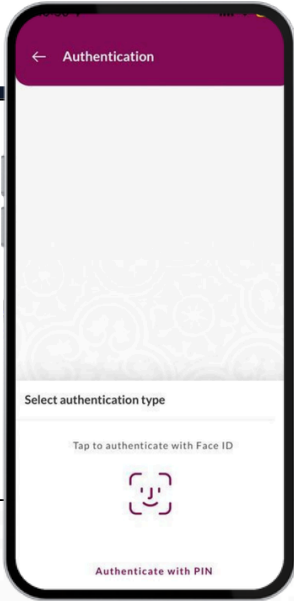 Authentication
Select authentication type
Tap to authenticate with Face ID
Authenticate with PIN